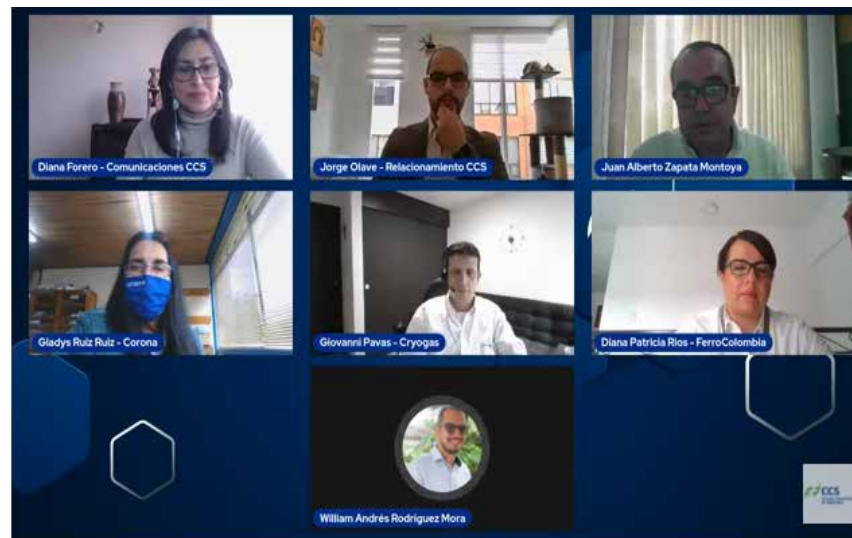 Diana Forero - Comunicaciones CCS
Jorge Olave - Relacionamiento CCS
Juan Alberto Zapata Montoya
Gladys Ruiz Ruiz - Corona
Giovanni Pavas - Cryogas
Diana Patricia Rios - FerroColombia
William Andrés Rodriguez Mora
CCS